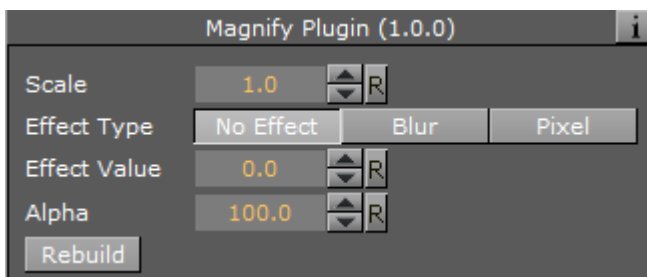 Magnify Plugin (1.0.0) i
Scale 1.0 R
Effect Type No Effect Blur Pixel
Effect Value 0.0 R
Alpha 100.0 R
Rebuild